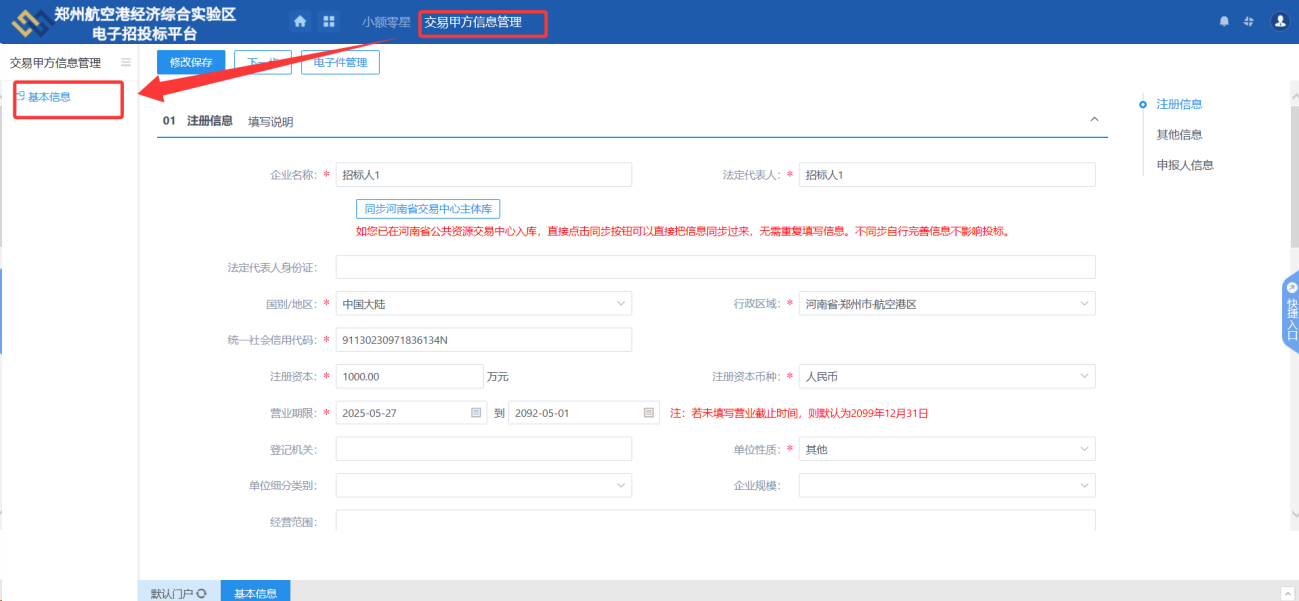 郑州航空港经济综合实验区
电子招投标平台
小额零星 交易甲方信息管理
交易甲方信息管理
基本信息
修改保存 下一步 电子件管理
01 注册信息 填写说明
注册信息
其他信息
申报人信息
企业名称: * 招标人1 法定代表人: * 招标人1
同步河南省交易中心主体库
如您已在河南省公共资源交易中心入库，直接点击同步按钮可以直接把信息同步过来，无需重复填写信息。不同步自行完善信息不影响投标。
法定代表人身份证:
国别/地区: * 中国大陆 行政区域: * 河南省·郑州市·航空港区
统一社会信用代码: * 91130230971836134N
注册资本: * 1000.00 万元 注册资本币种: * 人民币
营业期限: * 2025-05-27 到 2092-05-01 注：若未填写营业截止时间，则默认为2099年12月31日
登记机关: 单位性质: * 其他
单位细分类别: 企业规模:
经营范围:
快捷入口
默认门户 基本信息